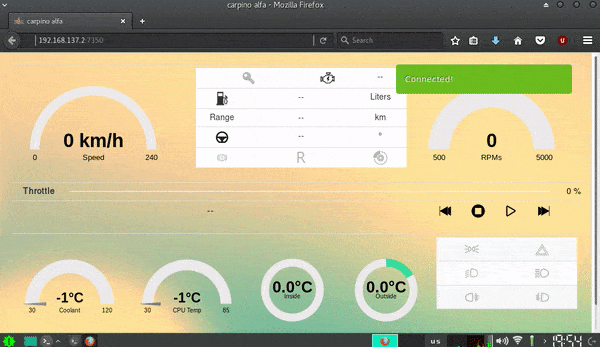 carpino alfa - Mozilla Firefox
carpino alfa
192.168.137.2:7350
Search
Connected!
--
-- Liters
Range -- km
-- °
R
0 km/h
0 Speed 240
0
500 RPMs 5000
Throttle 0 %
--
-1°C
30 Coolant 120
-1°C
30 CPU Temp 85
0.0°C
Inside
0.0°C
Outside
us
19:54